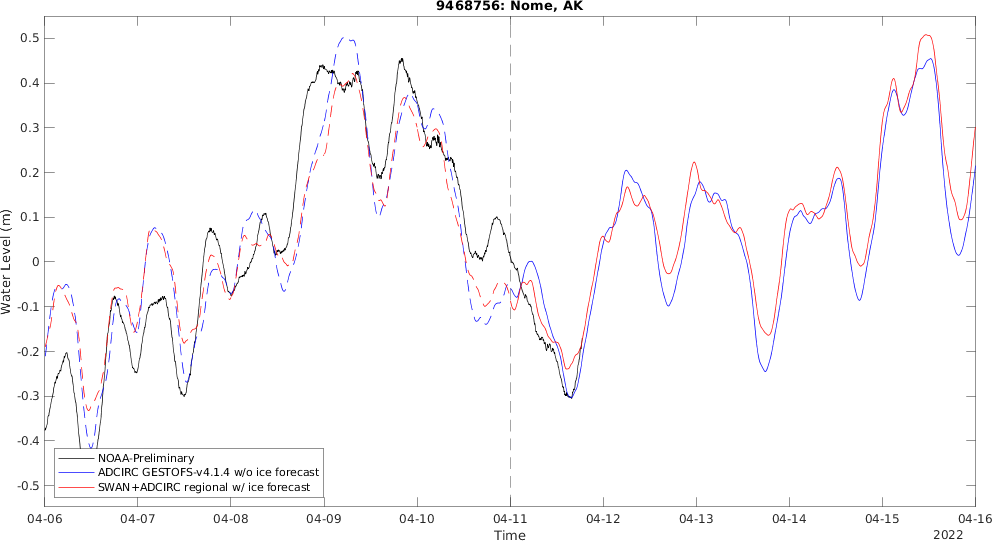 9468756: Nome, AK
0.5
0.4
0.3
0.2
0.1
0
-0.1
-0.2
-0.3
-0.4
-0.5
Water Level (m)
NOAA-Preliminary
ADCIRC GESTOFS-v4.1.4 w/o ice forecast
SWAN+ADCIRC regional w/ ice forecast
04-06 04-07 04-08 04-09 04-10 04-11 04-12 04-13 04-14 04-15 04-16
Time
2022